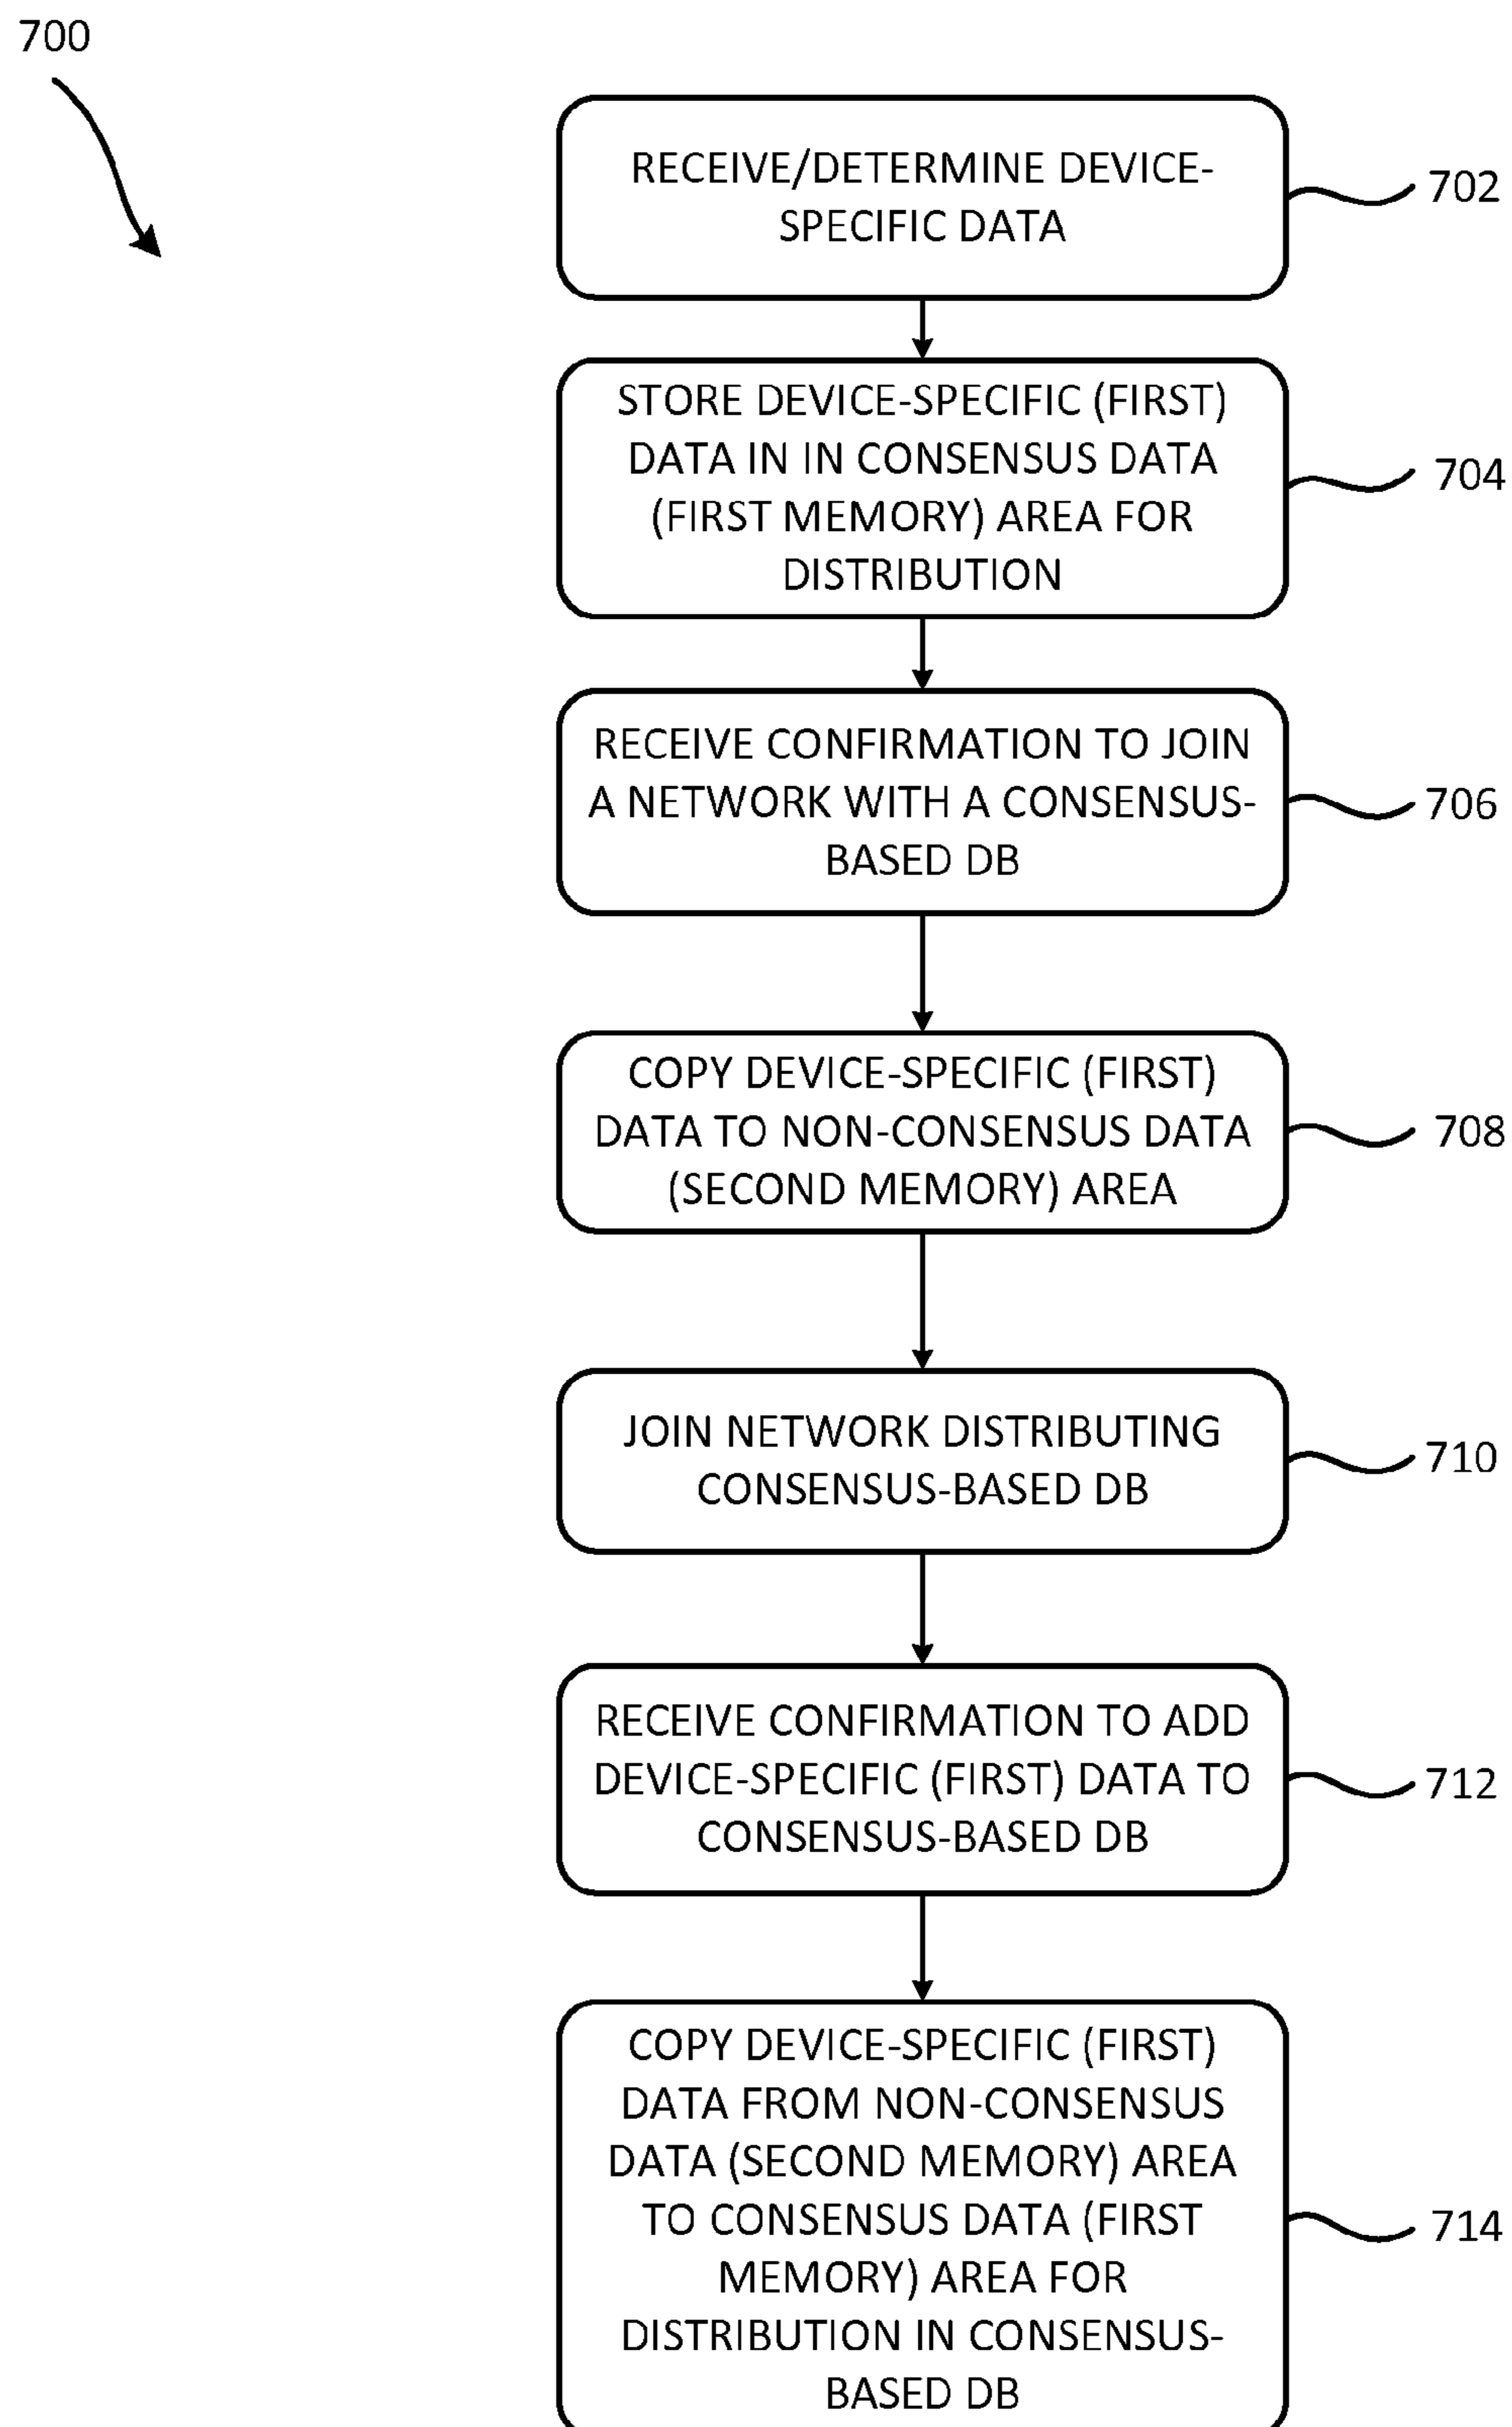 700
RECEIVE/DETERMINE DEVICE-
SPECIFIC DATA
702
STORE DEVICE-SPECIFIC (FIRST)
DATA IN IN CONSENSUS DATA
(FIRST MEMORY) AREA FOR
DISTRIBUTION
704
RECEIVE CONFIRMATION TO JOIN
A NETWORK WITH A CONSENSUS-
BASED DB
706
COPY DEVICE-SPECIFIC (FIRST)
DATA TO NON-CONSENSUS DATA
(SECOND MEMORY) AREA
708
JOIN NETWORK DISTRIBUTING
CONSENSUS-BASED DB
710
RECEIVE CONFIRMATION TO ADD
DEVICE-SPECIFIC (FIRST) DATA TO
CONSENSUS-BASED DB
712
COPY DEVICE-SPECIFIC (FIRST)
DATA FROM NON-CONSENSUS
DATA (SECOND MEMORY) AREA
TO CONSENSUS DATA (FIRST
MEMORY) AREA FOR
DISTRIBUTION IN CONSENSUS-
BASED DB
714